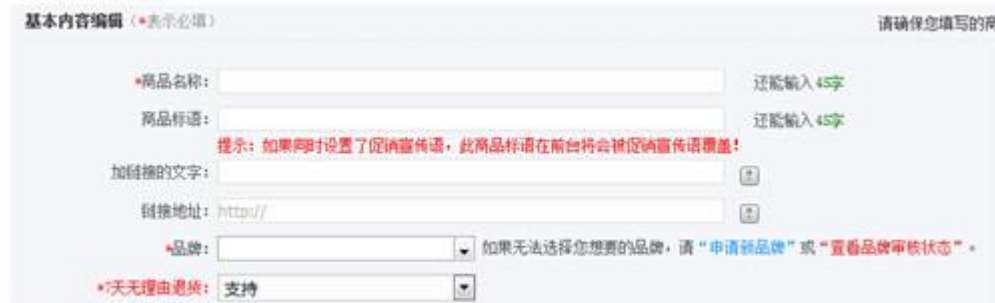 基本内容编辑（*表示必填） 请确保您填写的商
*商品名称： 还能输入45字
商品标语： 还能输入45字
提示：如果同时设置了促销宣传语，此商品标语在前台将会被促销宣传语覆盖！
加链接的文字：
链接地址：http://
*品牌： 如果无法选择您想要的品牌，请“申请新品牌”或“查看品牌审核状态”。
*7天无理由退货：支持